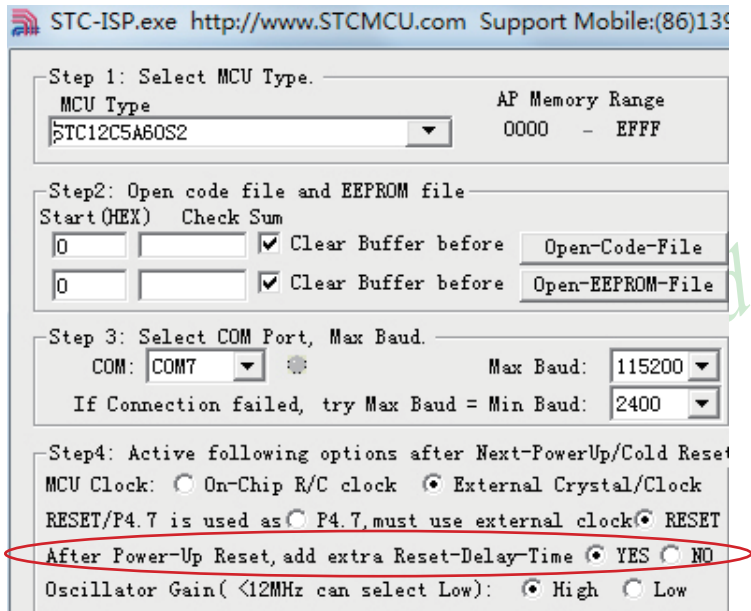 STC-ISP.exe http://www.STCMCU.com Support Mobile:(86)139
Step 1: Select MCU Type.
MCU Type AP Memory Range
STC12C5A60S2 0000 - EFFF
Step2: Open code file and EEPROM file
Start(HEX) Check Sum
0 Clear Buffer before Open-Code-File
0 Clear Buffer before Open-EEPROM-File
Step 3: Select COM Port, Max Baud.
COM: COM7 Max Baud: 115200
If Connection failed, try Max Baud = Min Baud: 2400
Step4: Active following options after Next-PowerUp/Cold Reset
MCU Clock: On-Chip R/C clock External Crystal/Clock
RESET/P4.7 is used as P4.7,must use external clock RESET
After Power-Up Reset,add extra Reset-Delay-Time YES NO
Oscillator Gain( <12MHz can select Low): High Low